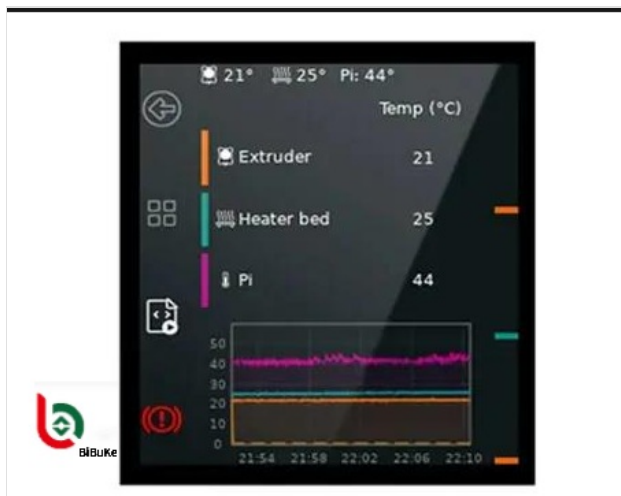 21° 25° Pi: 44°
Temp (°C)
Extruder 21
Heater bed 25
Pi 44
50
40
30
20
10
0
21:54 21:58 22:02 22:06 22:10
BiBuKe